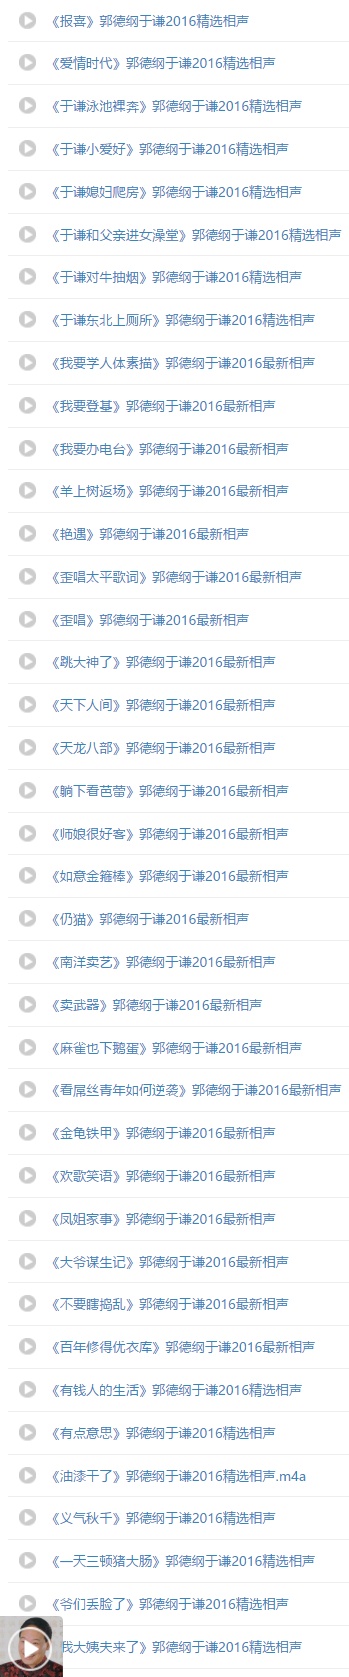 《报喜》郭德纲于谦2016精选相声
《爱情时代》郭德纲于谦2016精选相声
《于谦泳池裸奔》郭德纲于谦2016精选相声
《于谦小爱好》郭德纲于谦2016精选相声
《于谦媳妇爬房》郭德纲于谦2016精选相声
《于谦和父亲进女澡堂》郭德纲于谦2016精选相声
《于谦对牛抽烟》郭德纲于谦2016精选相声
《于谦东北上厕所》郭德纲于谦2016精选相声
《我要学人体素描》郭德纲于谦2016最新相声
《我要登基》郭德纲于谦2016最新相声
《我要办电台》郭德纲于谦2016最新相声
《羊上树返场》郭德纲于谦2016最新相声
《艳遇》郭德纲于谦2016最新相声
《歪唱太平歌词》郭德纲于谦2016最新相声
《歪唱》郭德纲于谦2016最新相声
《跳大神了》郭德纲于谦2016最新相声
《天下人间》郭德纲于谦2016最新相声
《天龙八部》郭德纲于谦2016最新相声
《躺下看芭蕾》郭德纲于谦2016最新相声
《师娘很好客》郭德纲于谦2016最新相声
《如意金箍棒》郭德纲于谦2016最新相声
《仍猫》郭德纲于谦2016最新相声
《南洋卖艺》郭德纲于谦2016最新相声
《卖武器》郭德纲于谦2016最新相声
《麻雀也下鹅蛋》郭德纲于谦2016最新相声
《看屌丝青年如何逆袭》郭德纲于谦2016最新相声
《金龟铁甲》郭德纲于谦2016最新相声
《欢歌笑语》郭德纲于谦2016最新相声
《凤姐家事》郭德纲于谦2016最新相声
《大爷谋生记》郭德纲于谦2016最新相声
《不要瞎捣乱》郭德纲于谦2016最新相声
《百年修得优衣库》郭德纲于谦2016最新相声
《有钱人的生活》郭德纲于谦2016精选相声
《有点意思》郭德纲于谦2016精选相声
《油漆干了》郭德纲于谦2016精选相声.m4a
《义气秋千》郭德纲于谦2016精选相声
《一天三顿猪大肠》郭德纲于谦2016精选相声
《爷们丢脸了》郭德纲于谦2016精选相声
我大姨夫来了》郭德纲于谦2016精选相声